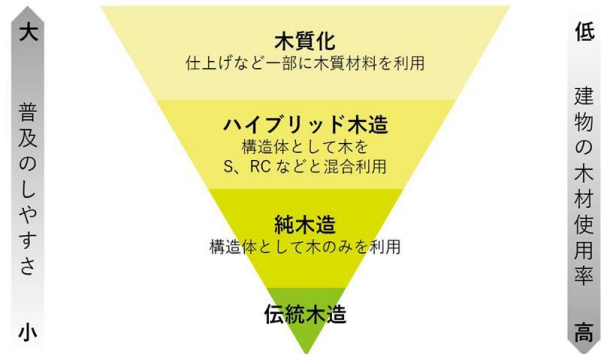 大
普及のしやすさ
小
木質化
仕上げなど一部に木質材料を利用
ハイブリッド木造
構造体として木を
S、RC などと混合利用
純木造
構造体として木のみを利用
伝統木造
低
建物の木材使用率
高